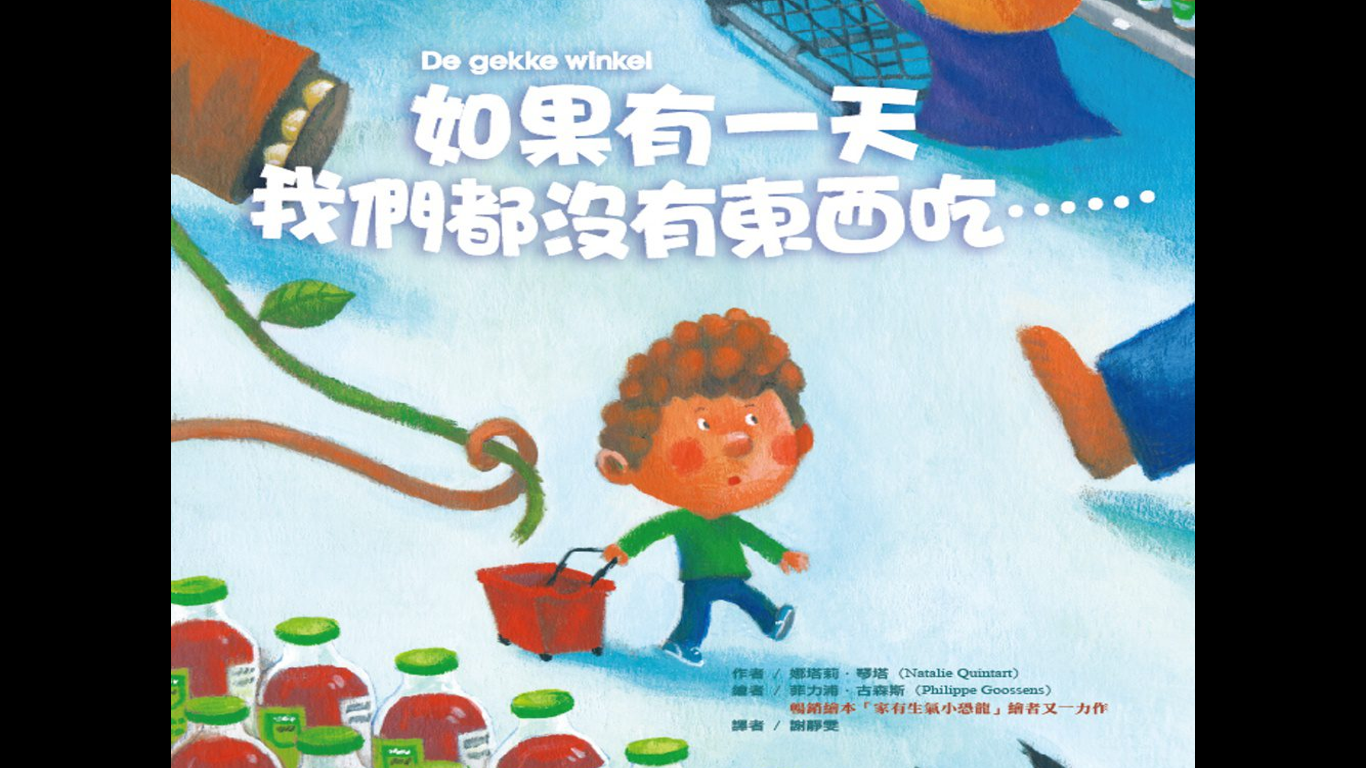 De gekke winkel
如果有一天
我們都沒有東西吃……
作者 / 娜塔莉·琴塔（Natalie Quintart）
繪者 / 菲力浦·古森斯（Philippe Goossens）
暢銷繪本「家有生氣小恐龍」繪者又一力作
譯者 / 謝靜雯